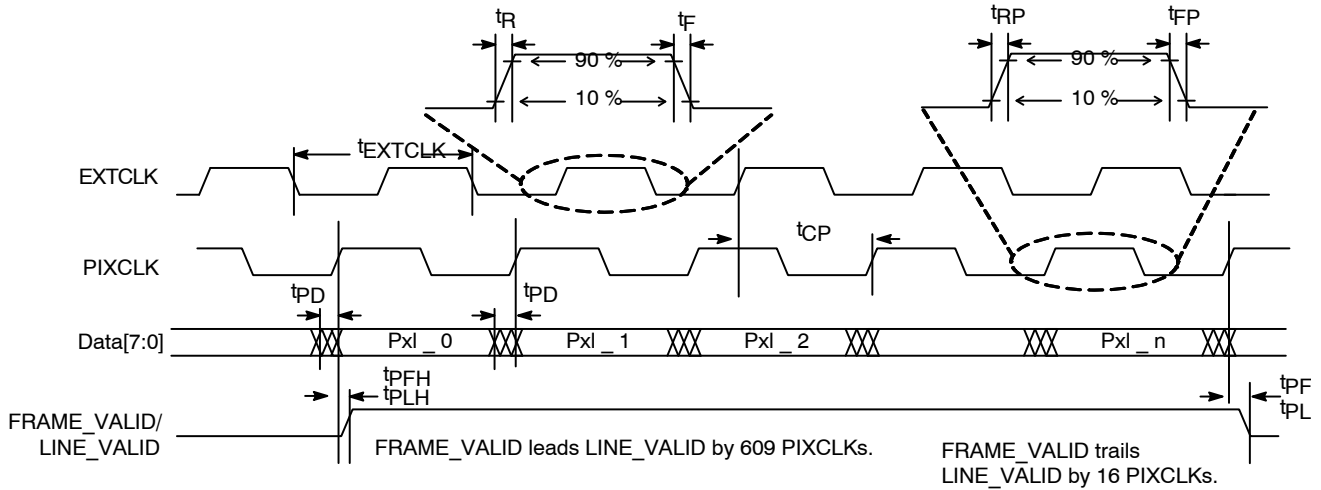 tR
tF
tRP
tFP
90 %
90 %
10 %
10 %
tEXTCLK
EXTCLK
tCP
PIXCLK
tPD
tPD
Data[7:0]
Pxl _ 0
Pxl _ 1
Pxl _ 2
Pxl _ n
tPFH
tPLH
tPF
tPL
FRAME_VALID/
LINE_VALID
FRAME_VALID leads LINE_VALID by 609 PIXCLKs.
FRAME_VALID trails
LINE_VALID by 16 PIXCLKs.